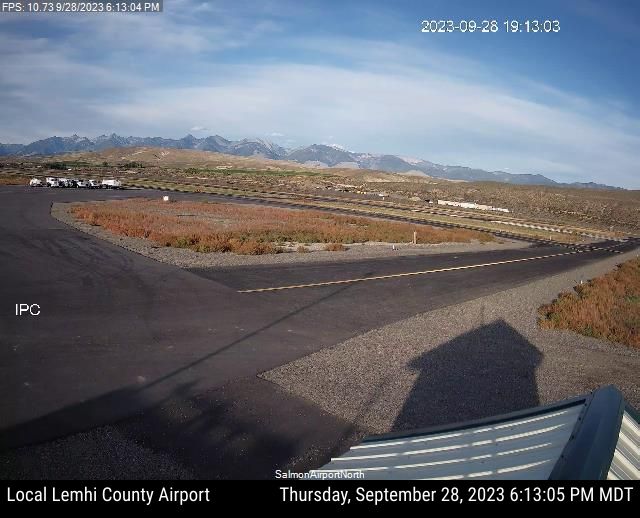 FPS: 10.73 9/28/2023 6:13:04 PM
2023-09-28 19:13:03
IPC
SalmonAirportNorth
Local Lemhi County Airport Thursday, September 28, 2023 6:13:05 PM MDT